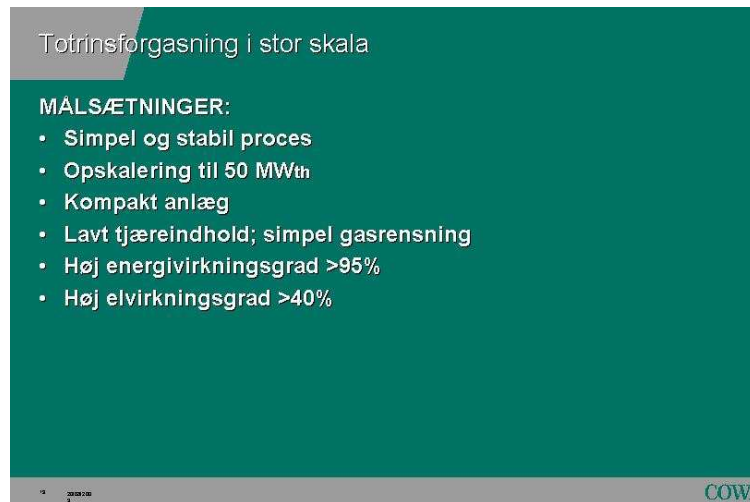 Totrinsforgasning i stor skala
MÅLSÆTNINGER:
• Simpel og stabil proces
• Opskalering til 50 MWth
• Kompakt anlæg
• Lavt tjæreindhold; simpel gasrensning
• Høj energivirkningsgrad >95%
• Høj elvirkningsgrad >40%
COW